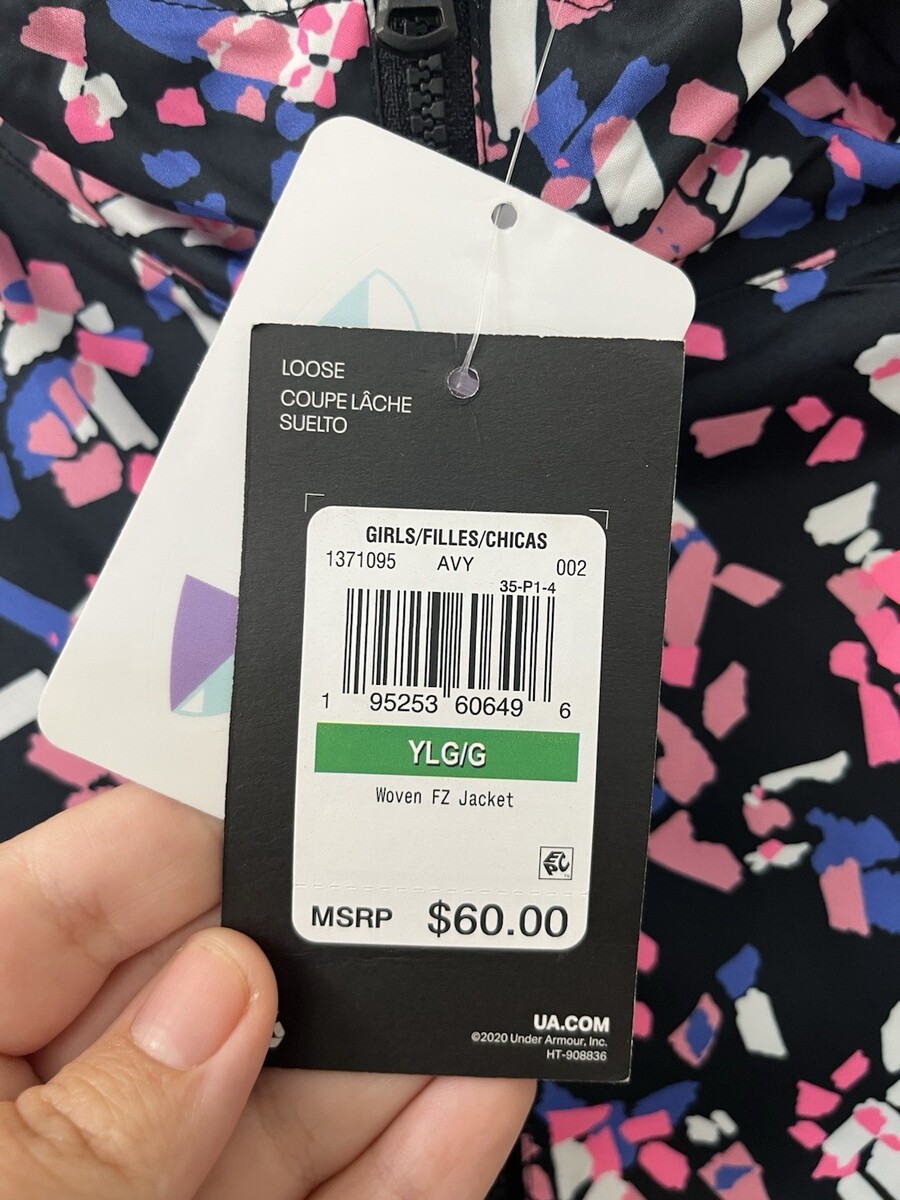 LOOSE
COUPE LÂCHE
SUELTO
GIRLS/FILLES/CHICAS
1371095 AVY 002
35-P1-4
1 95253 60649 6
YLG/G
Woven FZ Jacket
EPC
MSRP $60.00
UA.COM
©2020 Under Armour, Inc.
HT-908836